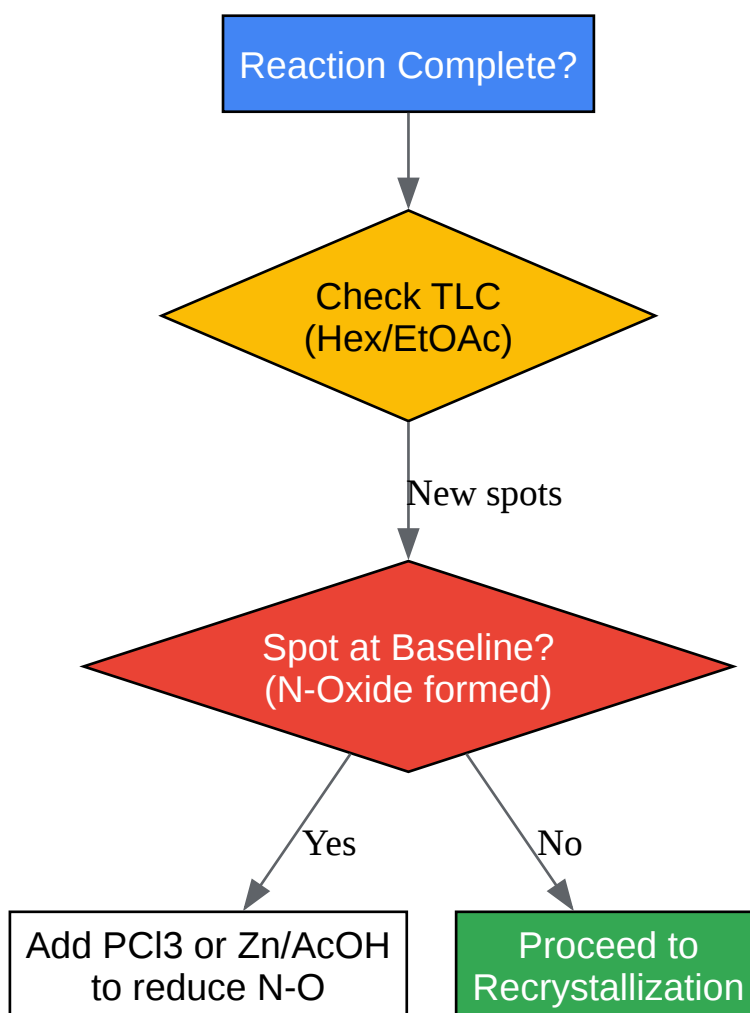 Reaction Complete?
Check TLC
(Hex/EtOAc)
New spots
Spot at Baseline?
(N-Oxide formed)
Yes
No
Add PCl3 or Zn/AcOH
to reduce N-O
Proceed to
Recrystallization